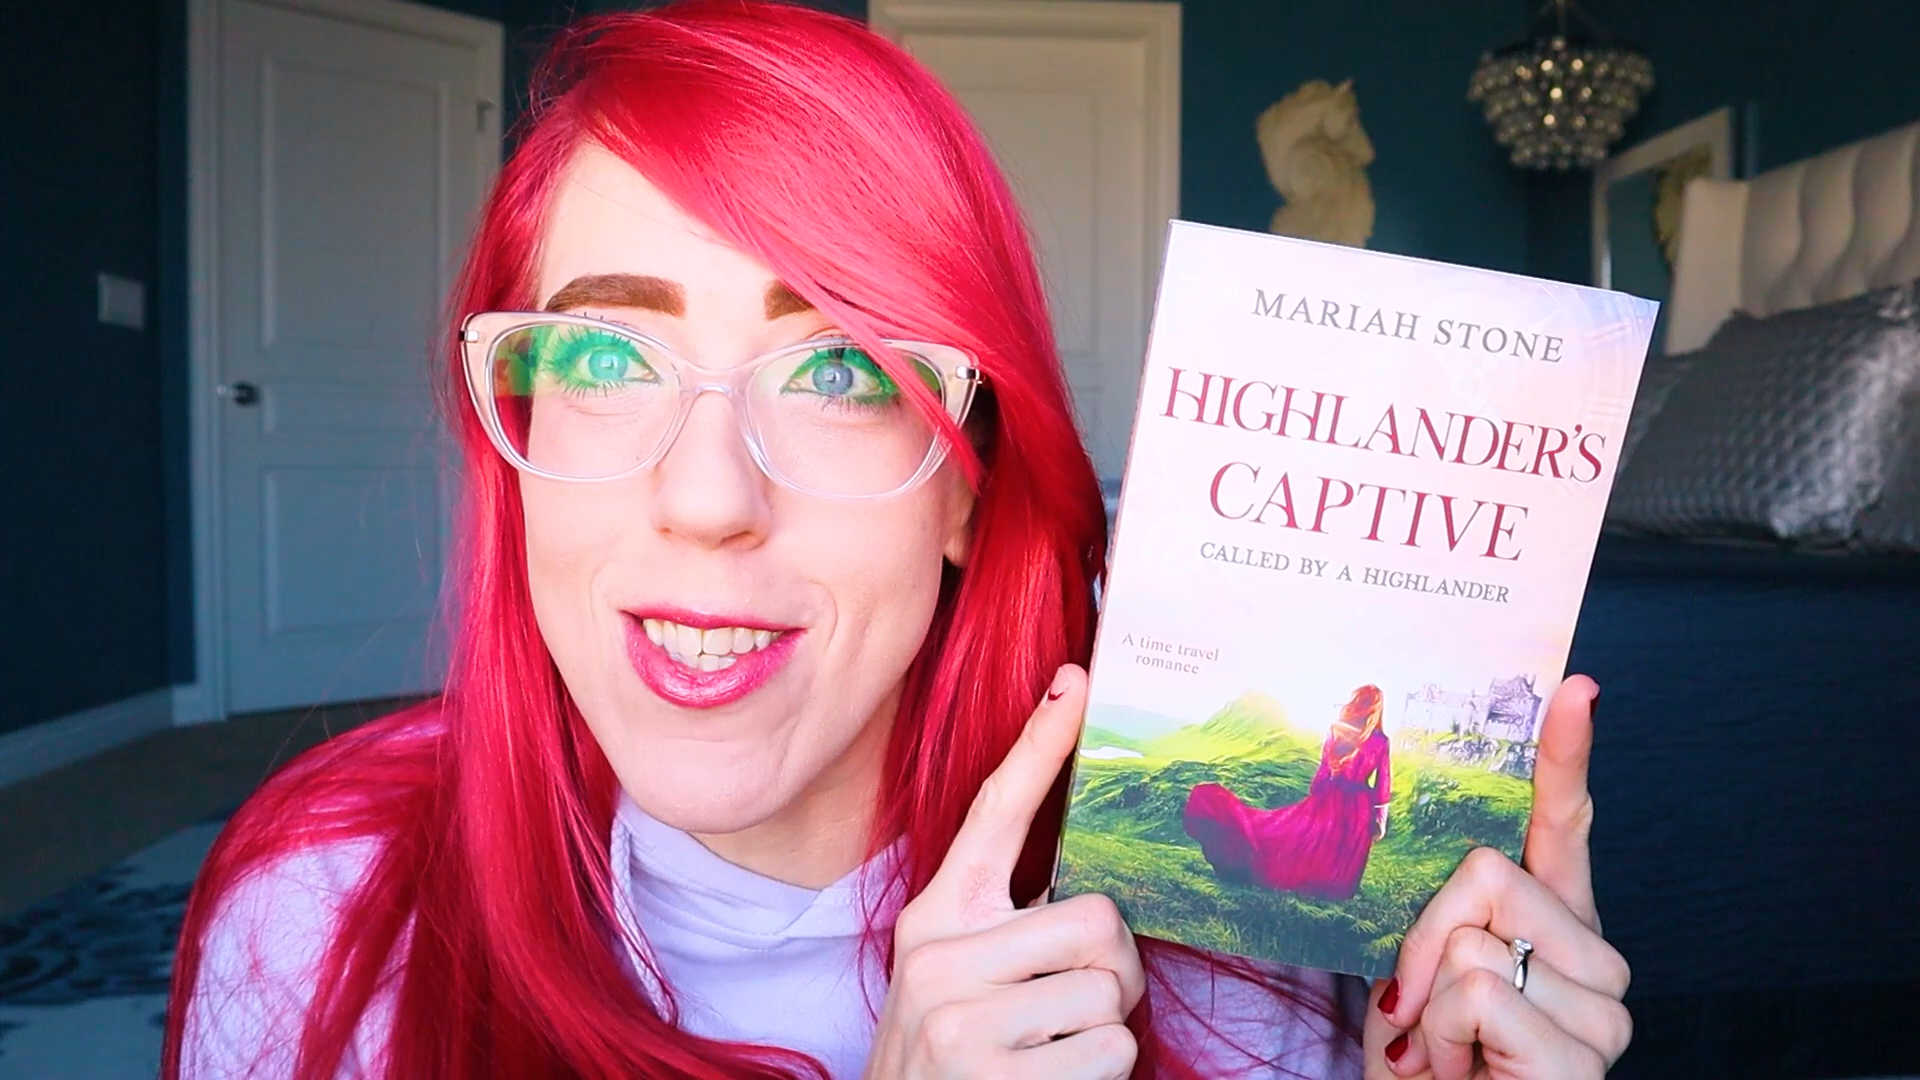 MARIAH STONE
HIGHLANDER'S
CAPTIVE
CALLED BY A HIGHLANDER
A time travel
romance